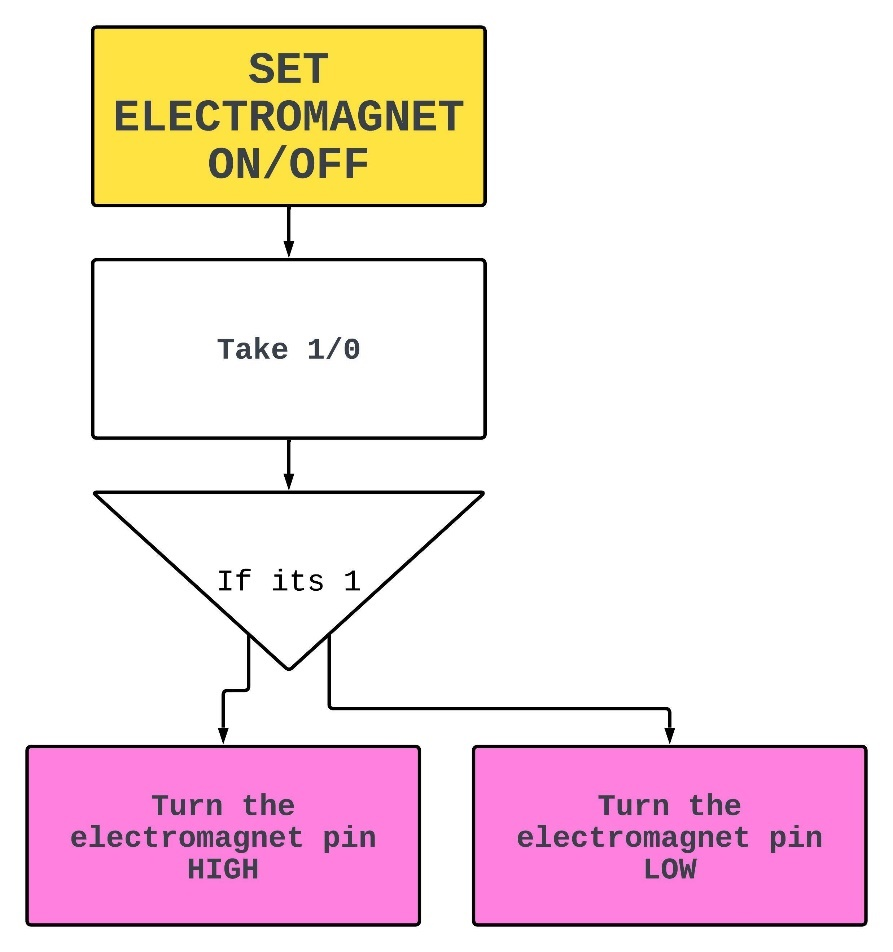 SET
ELECTROMAGNET
ON/OFF
Take 1/0
If its 1
Turn the
electromagnet pin
HIGH
Turn the
electromagnet pin
LOW